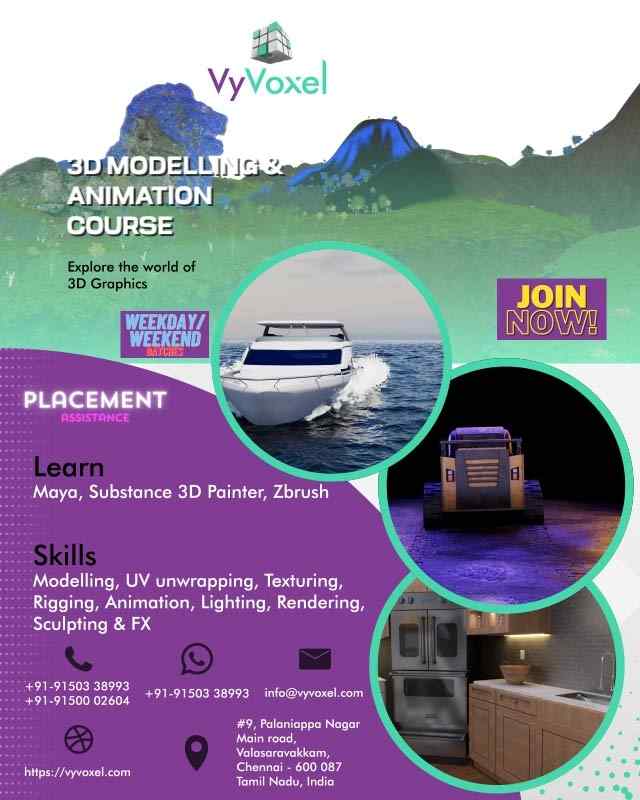 VyVoxel
3D MODELLING &
ANIMATION
COURSE
Explore the world of
3D Graphics
WEEKDAY/
WEEKEND
BATCHES
JOIN
NOW!
PLACEMENT
ASSISTANCE
Learn
Maya, Substance 3D Painter, Zbrush
Skills
Modelling, UV unwrapping, Texturing,
Rigging, Animation, Lighting, Rendering,
Sculpting & FX
+91-91503 38993
+91-91500 02604
+91-91503 38993
info@vyvoxel.com
https://vyvoxel.com
#9, Palaniappa Nagar
Main road,
Valasaravakkam,
Chennai - 600 087
Tamil Nadu, India